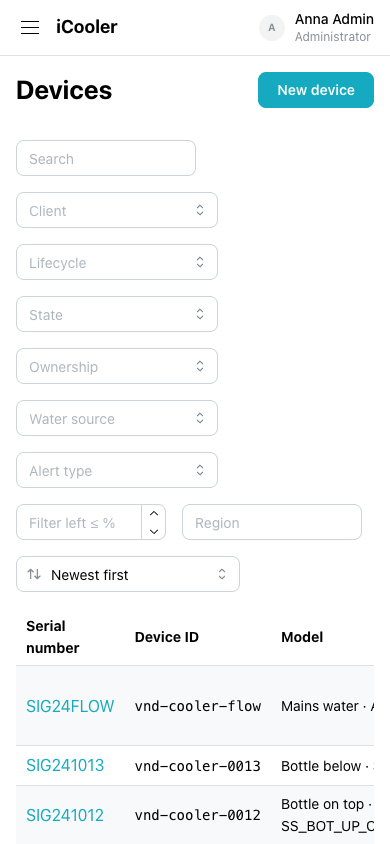 iCooler
A
Anna Admin
Administrator
Devices
New device
Search
Client
Lifecycle
State
Ownership
Water source
Alert type
Filter left ≤ %
Region
Newest first
Serial number
Device ID
Model
SIG24FLOW
vnd-cooler-flow
Mains water · A
SIG241013
vnd-cooler-0013
Bottle below ·
SIG241012
vnd-cooler-0012
Bottle on top ·
SS_BOT_UP_C